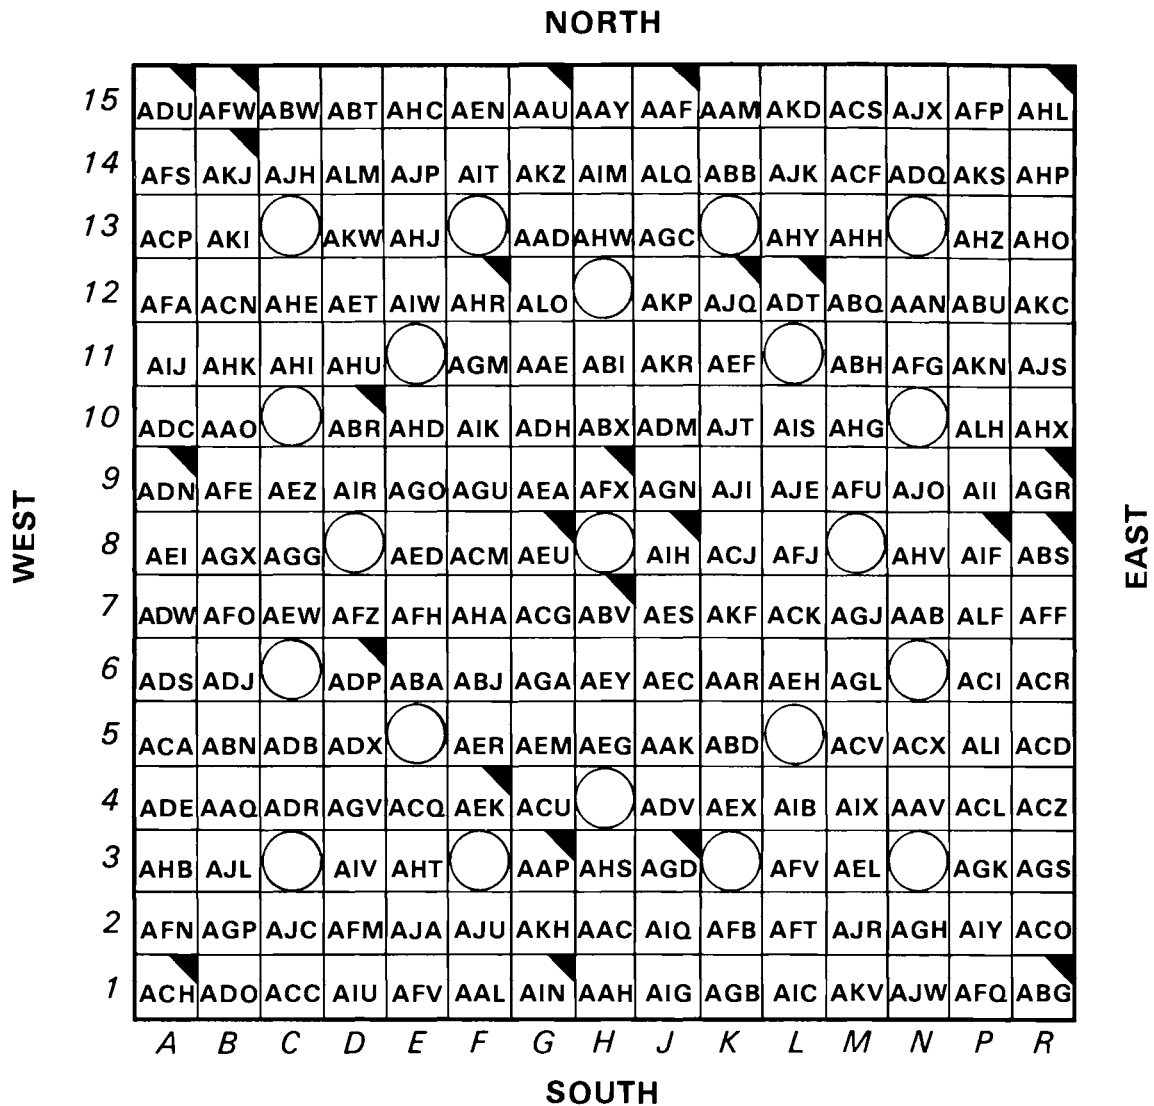 NORTH
15 ADU AFW ABW ABT AHC AEN AAU AAY AAF AAM AKD ACS AJX AFP AHL
14 AFS AKJ AJH ALM AJP AIT AKZ AIM ALQ ABB AJK ACF ADQ AKS AHP
13 ACP AKI AKW AHJ AAD AHW AGC AHY AHH AHZ AHO
12 AFA ACN AHE AET AIW AHR ALO AKP AJQ ADT ABQ AAN ABU AKC
11 AIJ AHK AHI AHU AGM AAE ABI AKR AEF ABH AFG AKN AJS
10 ADC AAO ABR AHD AIK ADH ABX ADM AJT AIS AHG ALH AHX
9 ADN AFE AEZ AIR AGO AGU AEA AFX AGN AJI AJE AFU AJO AII AGR
WEST
EAST
8 AEI AGX AGG AED ACM AEU AIH ACJ AFJ AHV AIF ABS
7 ADW AFO AEW AFZ AFH AHA ACG ABV AES AKF ACK AGJ AAB ALF AFF
6 ADS ADJ ADP ABA ABJ AGA AEY AEC AAR AEH AGL ACI ACR
5 ACA ABN ADB ADX AER AEM AEG AAK ABD ACV ACX ALI ACD
4 ADE AAQ ADR AGV ACQ AEK ACU ADV AEX AIB AIX AAV ACL ACZ
3 AHB AJL AIV AHT AAP AHS AGD AFV AEL AGK AGS
2 AFN AGP AJC AFM AJA AJU AKH AAC AIQ AFB AFT AJR AGH AIY ACO
1 ACH ADO ACC AIU AFV AAL AIN AAH AIG AGB AIC AKV AJW AFQ ABG
A B C D E F G H J K L M N P R
SOUTH